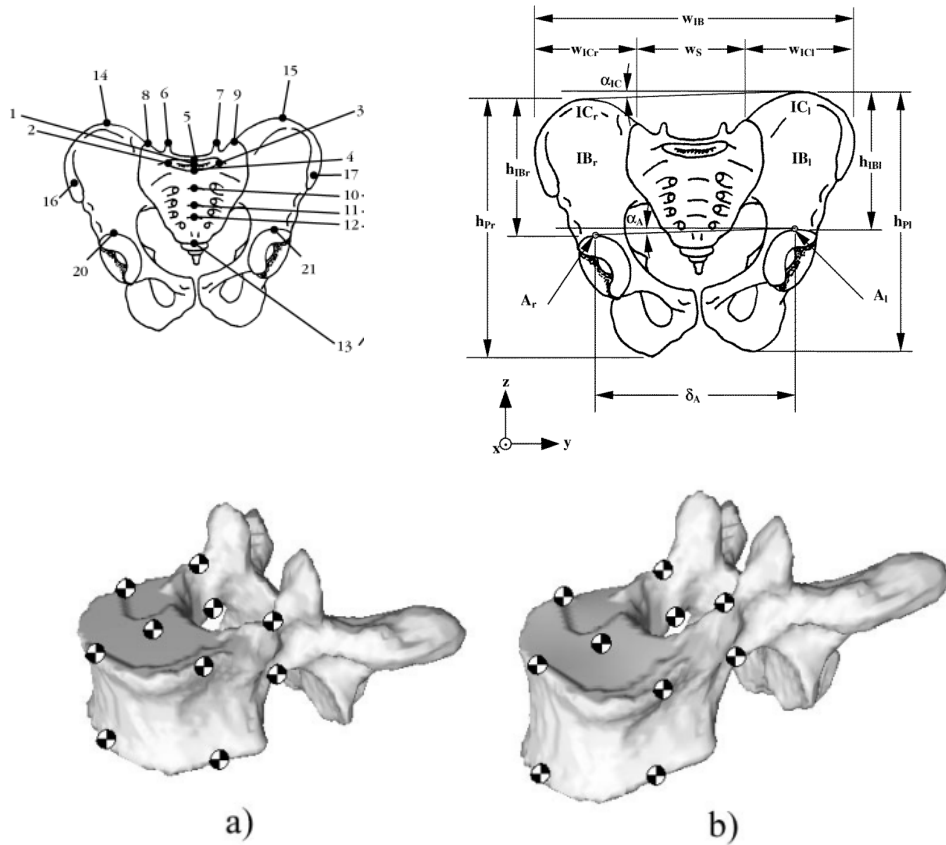 14
15
8 6
7 9
1
5
3
2
4
17
10
16
11
12
20
21
13
w_IB
w_ICr w_S w_ICl
α_IC
IC_r IC_l
IB_r IB_l
h_IBr h_IBl
h_Pr h_Pl
α_A
A_r A_l
δ_A
z
x y
a) b)